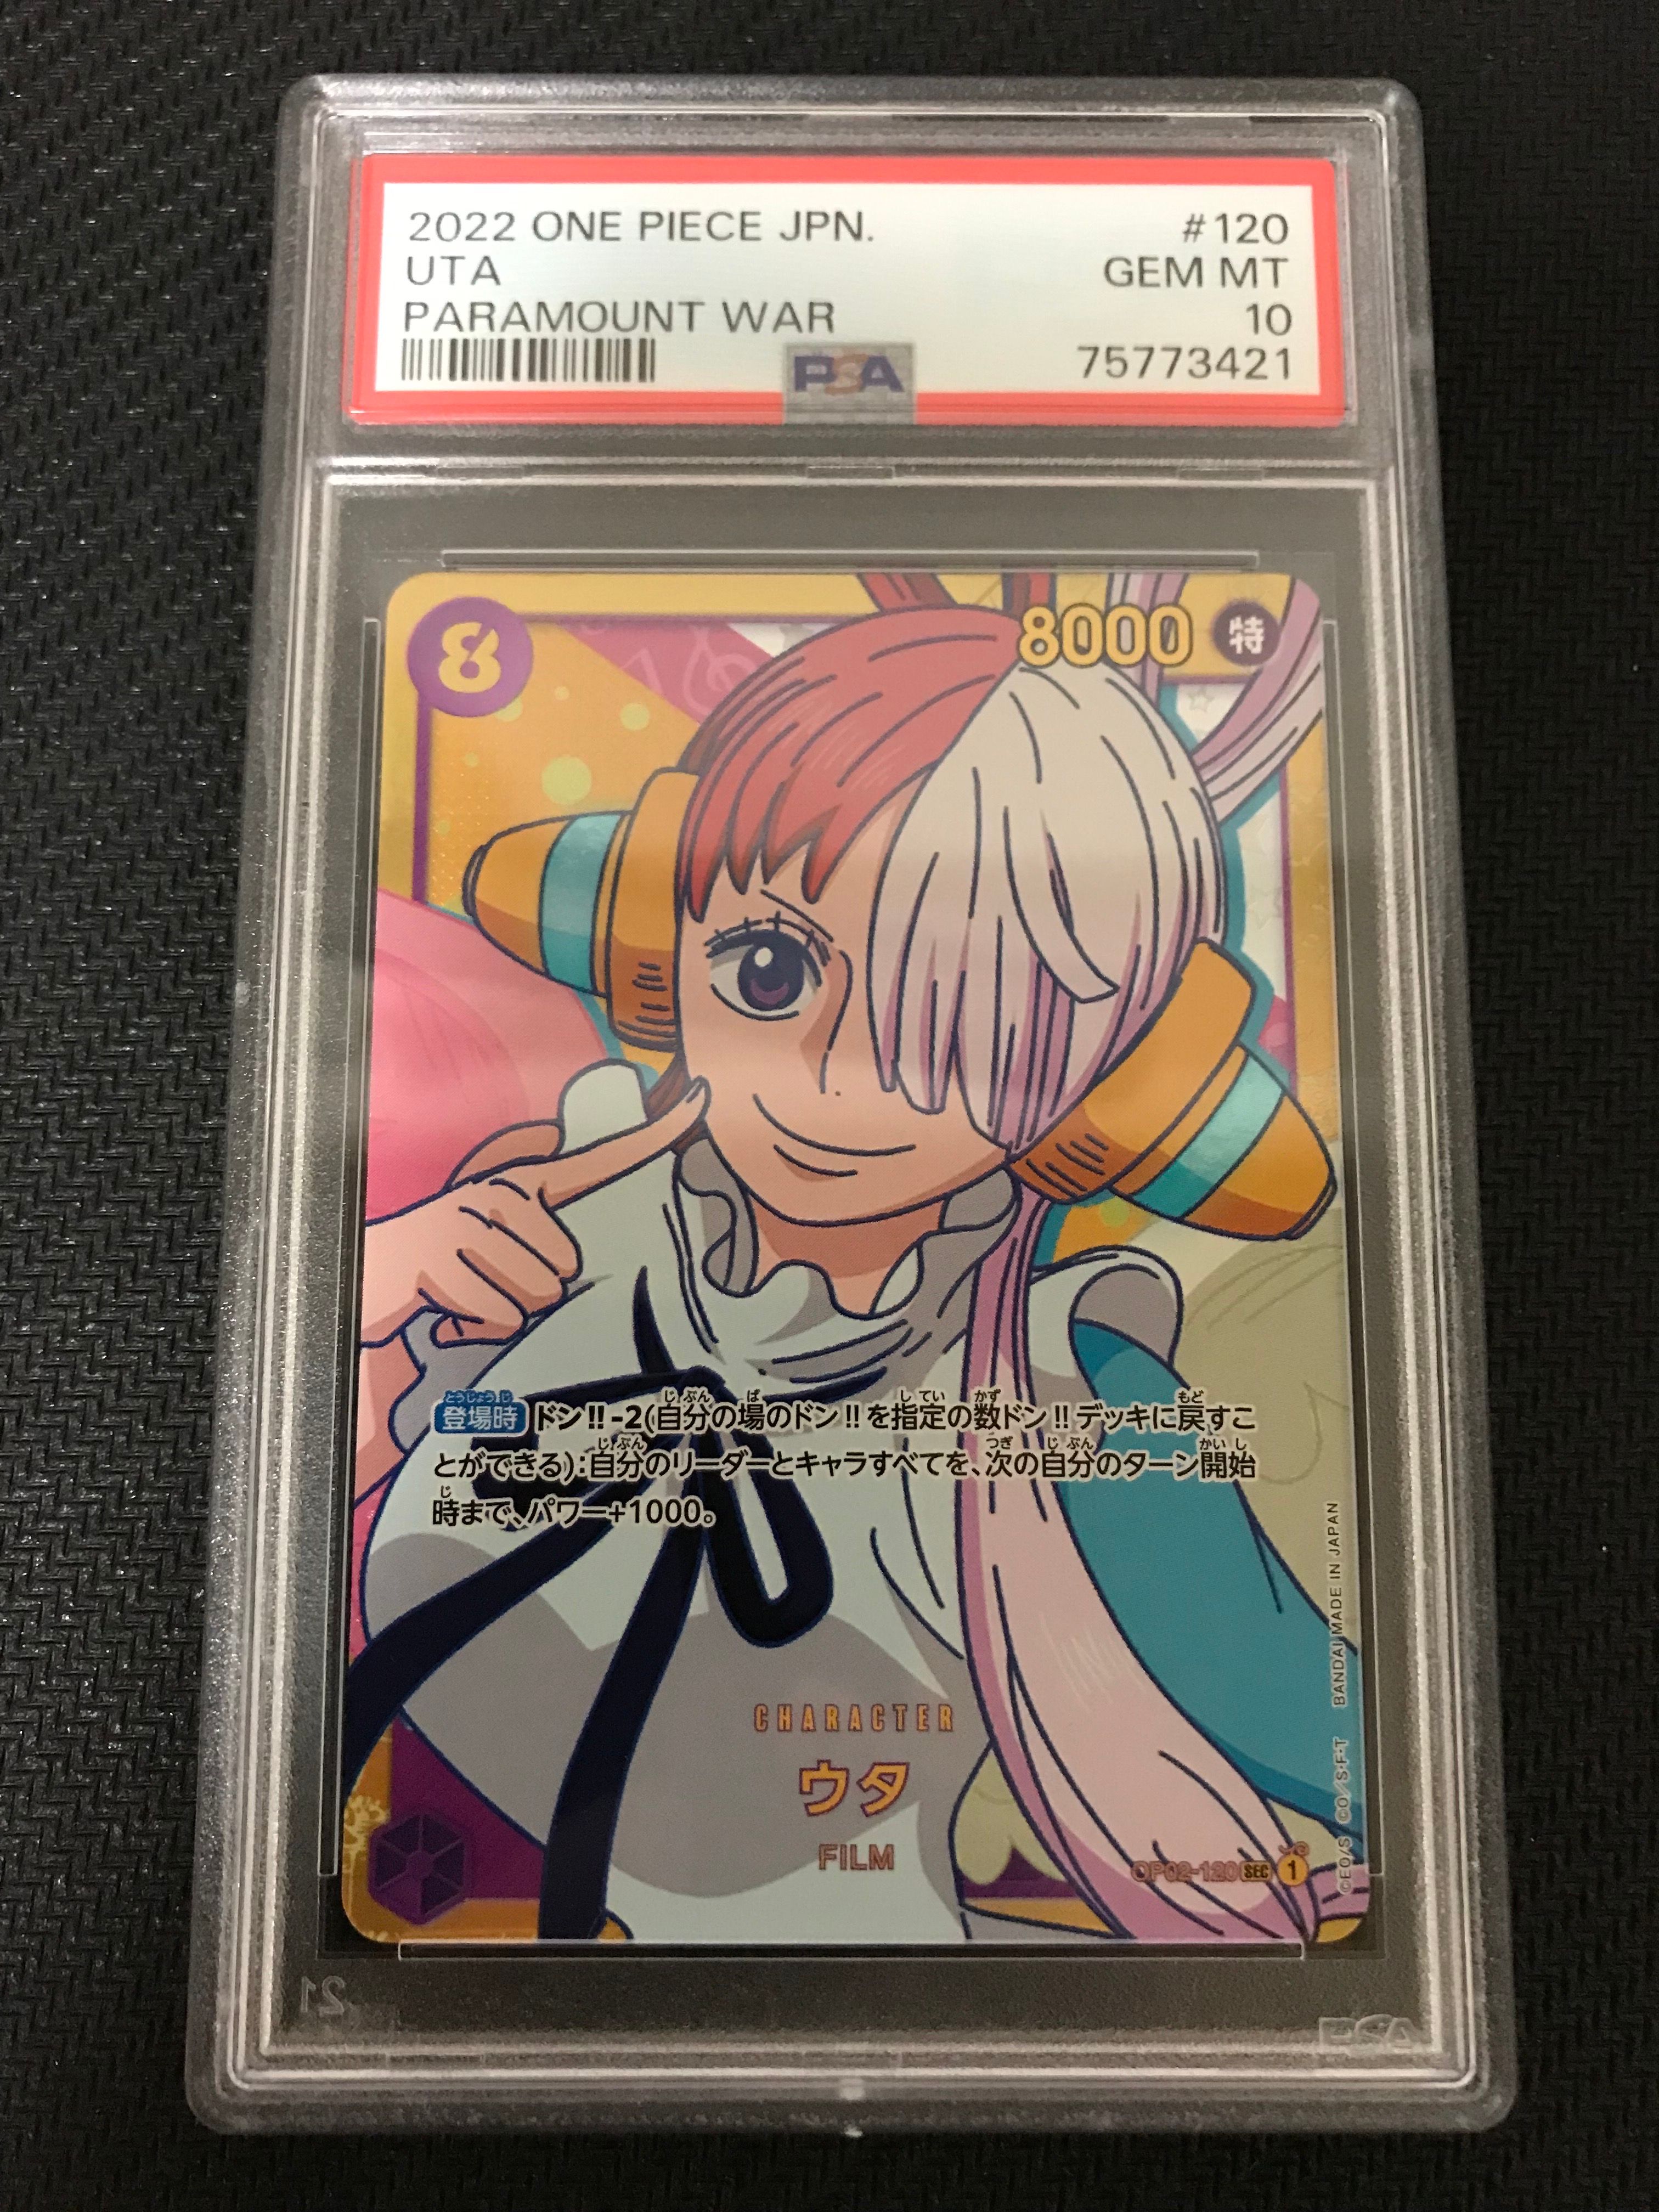 2022 ONE PIECE JPN. #120
UTA GEM MT
PARAMOUNT WAR 10
PSA 75773421
8 8000 特
登場時 ドン!!-2(自分の場のドン!!を指定の数ドン!!デッキに戻すこ
とができる):自分のリーダーとキャラすべてを、次の自分のターン開始
時まで、パワー+1000。
CHARACTER
ウタ
FILM
OP02-120 SEC 1
©EO/S ©O/S・F・T BANDAI MADE IN JAPAN
21
PSA